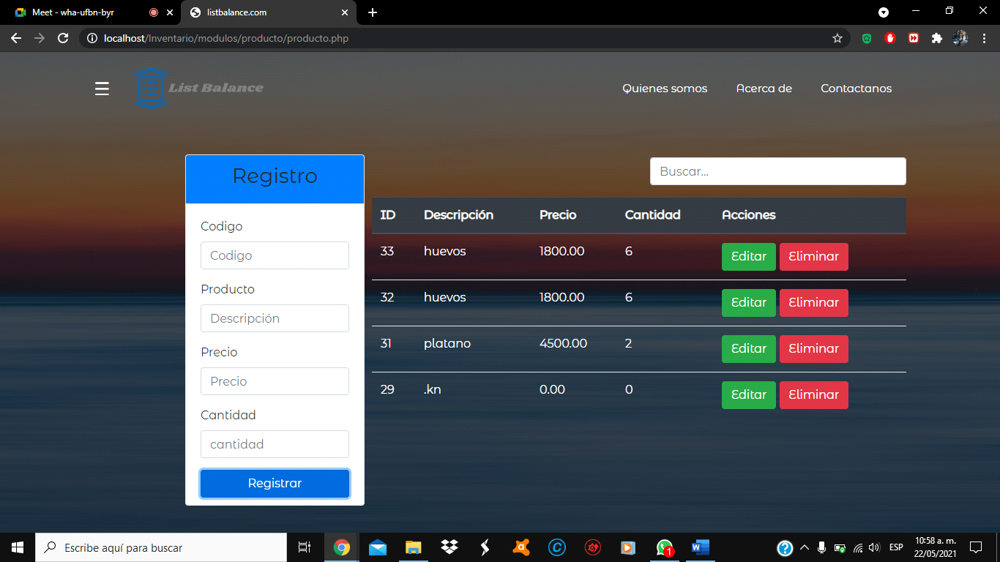 Meet - wha-ufbn-byr
listbalance.com
localhost/Inventario/modulos/producto/producto.php
List Balance
Quienes somos
Acerca de
Contactanos
Registro
Codigo
Codigo
Producto
Descripción
Precio
Precio
Cantidad
cantidad
Registrar
Buscar...
ID Descripción Precio Cantidad Acciones
33 huevos 1800.00 6 Editar Eliminar
32 huevos 1800.00 6 Editar Eliminar
31 platano 4500.00 2 Editar Eliminar
29 .kn 0.00 0 Editar Eliminar
Escribe aquí para buscar
1
ESP
10:58 a. m.
22/05/2021